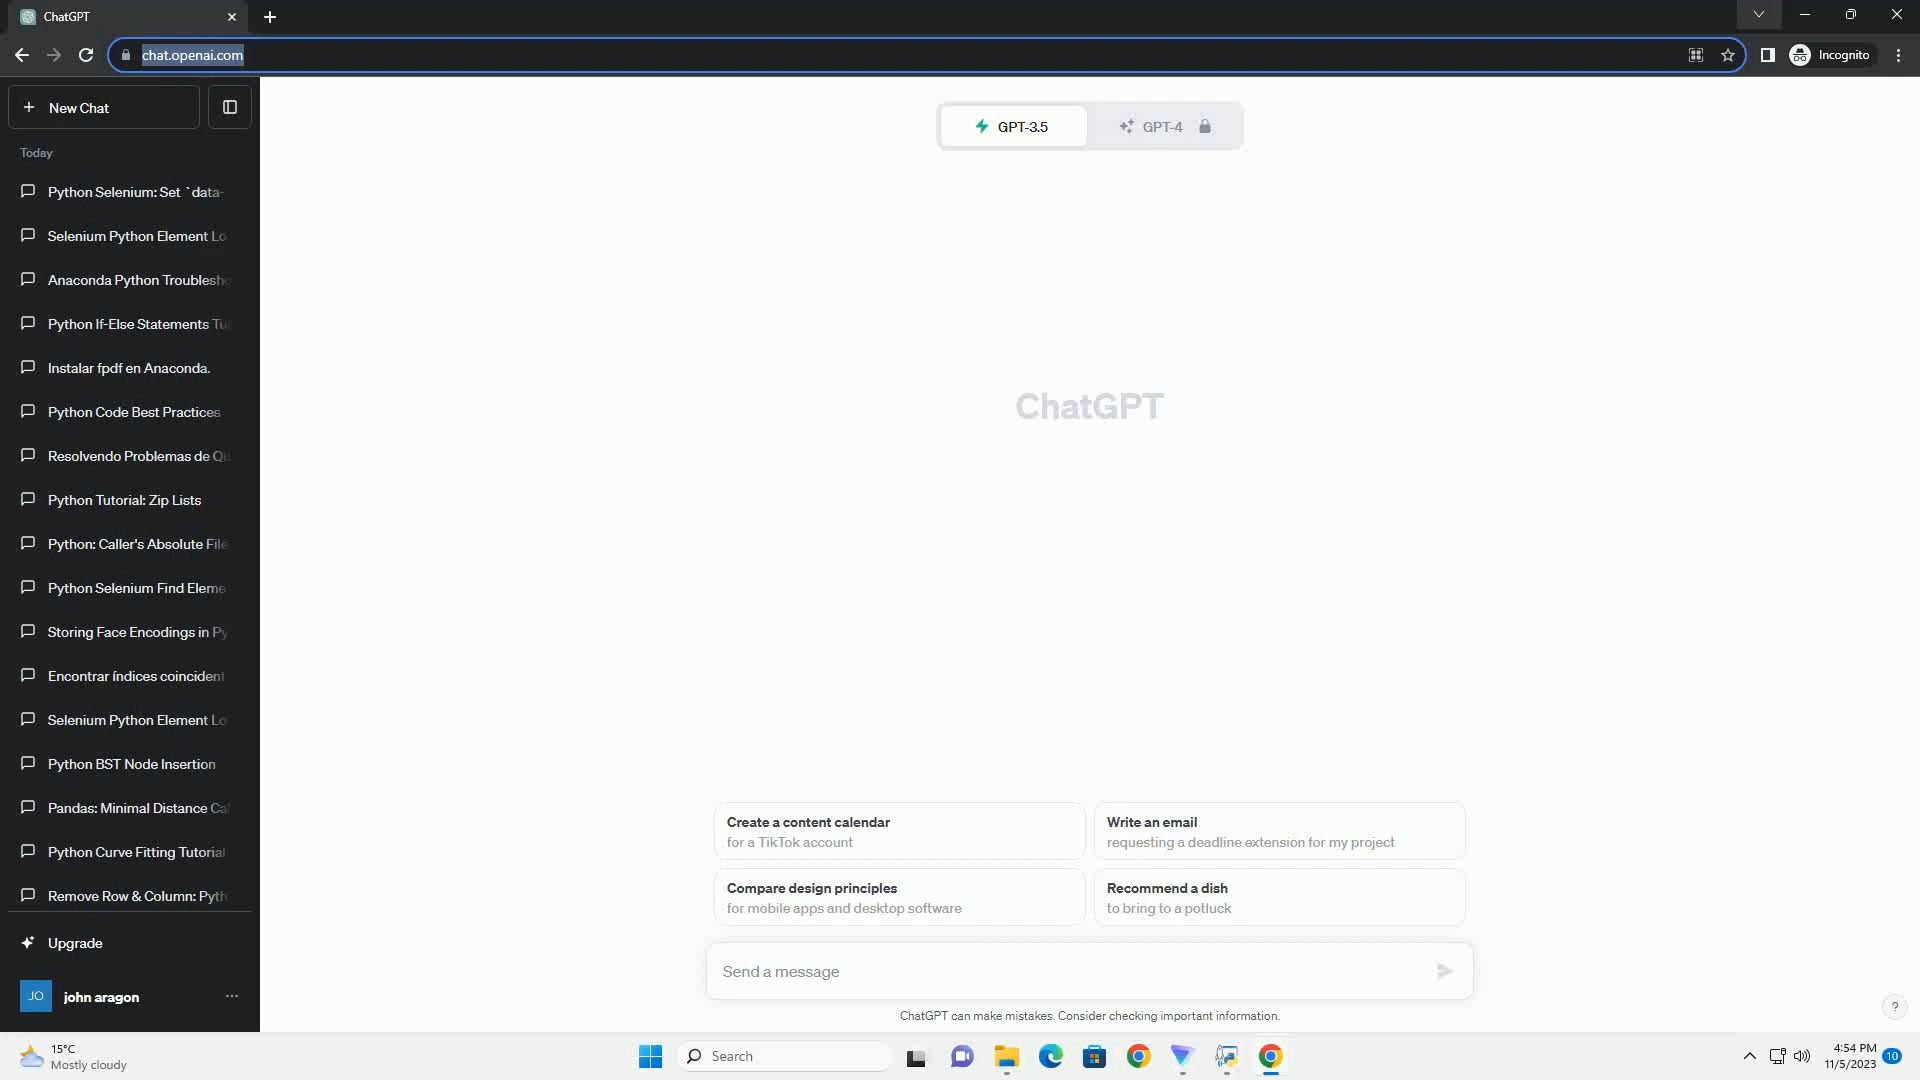 ChatGPT
chat.openai.com
Incognito
New Chat
Today
Python Selenium: Set `data-
Selenium Python Element Lo
Anaconda Python Troublesho
Python If-Else Statements Tu
Instalar fpdf en Anaconda.
Python Code Best Practices
Resolvendo Problemas de Qu
Python Tutorial: Zip Lists
Python: Caller's Absolute File
Python Selenium Find Eleme
Storing Face Encodings in Py
Encontrar índices coincident
Selenium Python Element Lo
Python BST Node Insertion
Pandas: Minimal Distance Cal
Python Curve Fitting Tutorial
Remove Row & Column: Pyth
Upgrade
JO john aragon
GPT-3.5
GPT-4
ChatGPT
Create a content calendar
for a TikTok account
Write an email
requesting a deadline extension for my project
Compare design principles
for mobile apps and desktop software
Recommend a dish
to bring to a potluck
Send a message
ChatGPT can make mistakes. Consider checking important information.
?
15°C
Mostly cloudy
Search
4:54 PM
11/5/2023
10